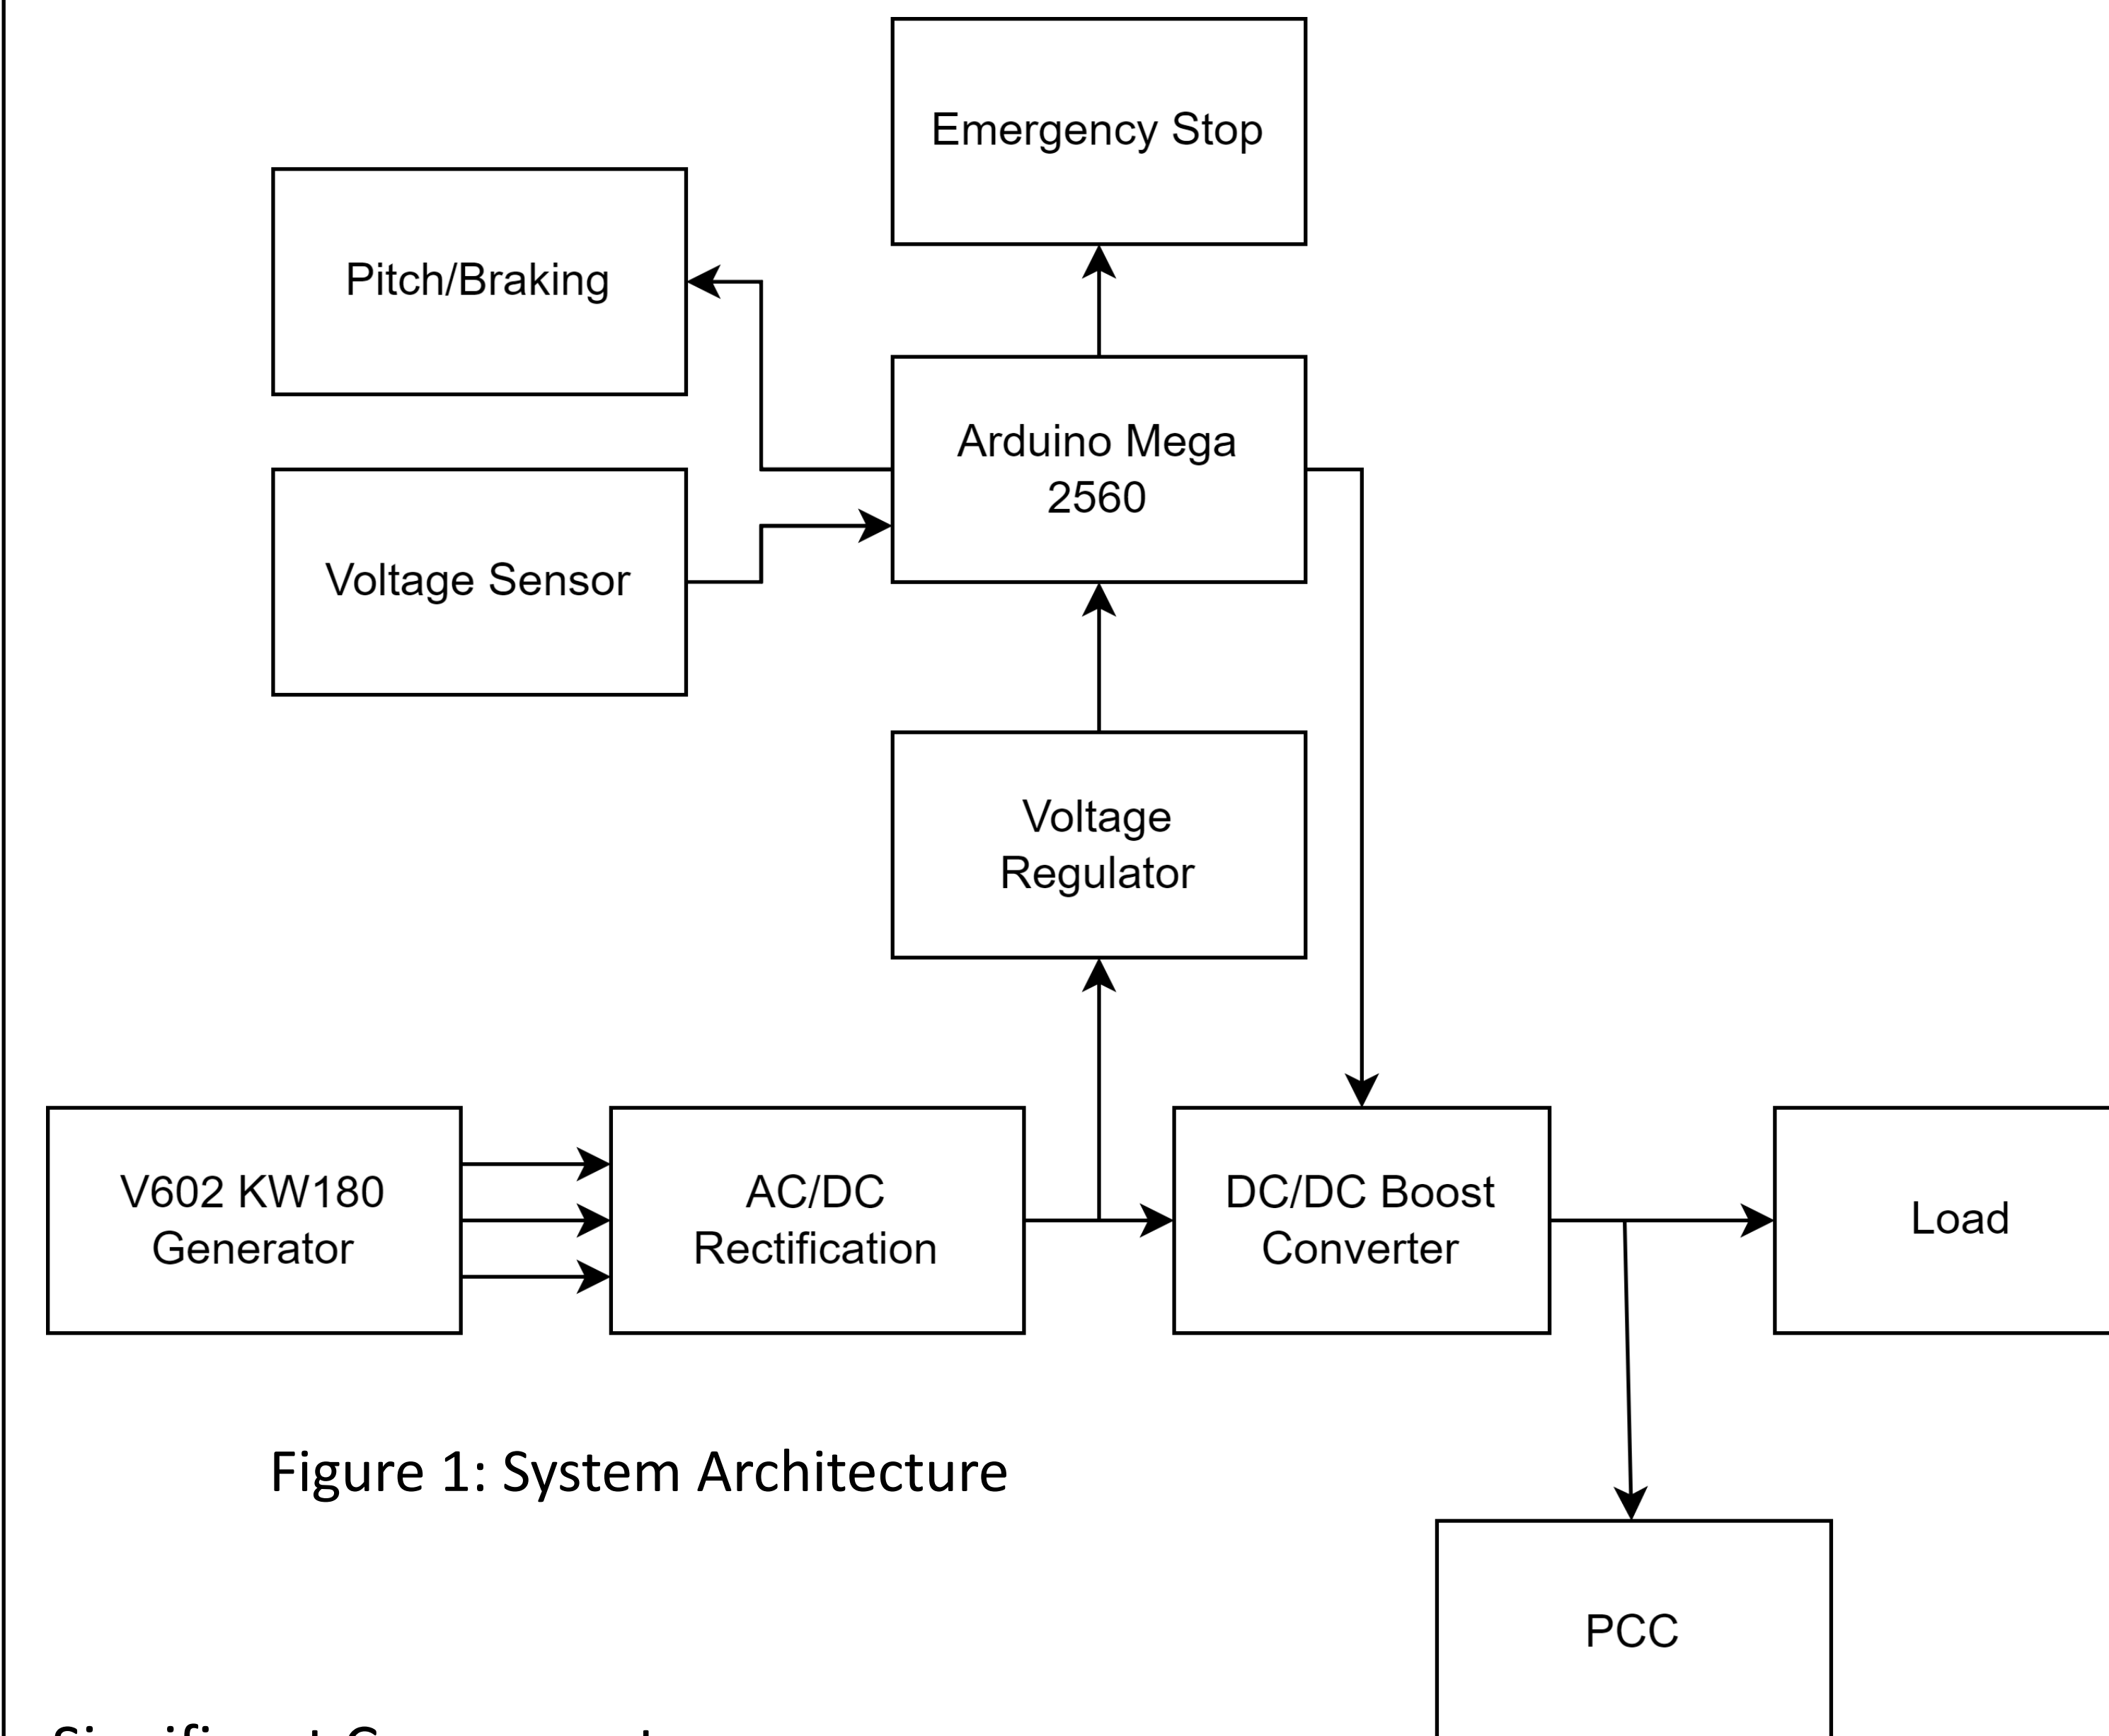 Emergency Stop
Pitch/Braking
Arduino Mega
2560
Voltage Sensor
Voltage
Regulator
V602 KW180
Generator
AC/DC
Rectification
DC/DC Boost
Converter
Load
Figure 1: System Architecture
PCC